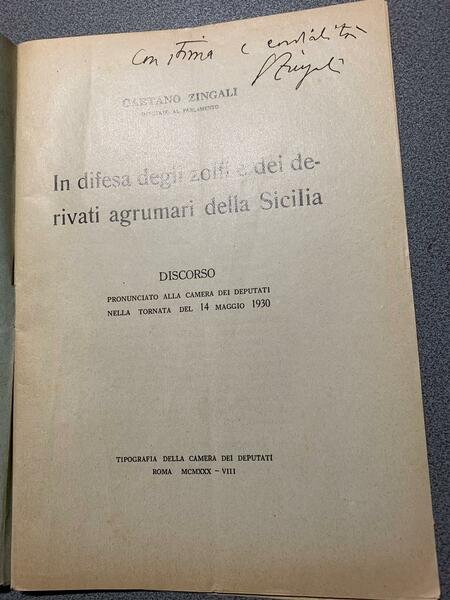 Con stima e cordialità
GZingali
GAETANO ZINGALI
DEPUTATO AL PARLAMENTO
In difesa degli zolfi e dei de-
rivati agrumari della Sicilia
DISCORSO
PRONUNCIATO ALLA CAMERA DEI DEPUTATI
NELLA TORNATA DEL 14 MAGGIO 1930
TIPOGRAFIA DELLA CAMERA DEI DEPUTATI
ROMA MCMXXX - VIII